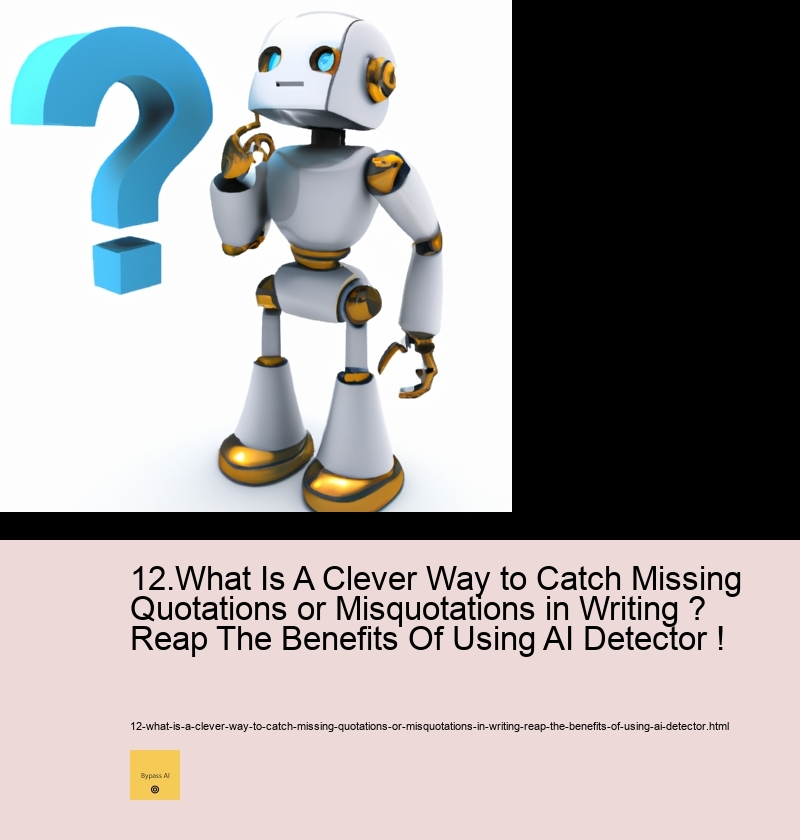 12.What Is A Clever Way to Catch Missing
Quotations or Misquotations in Writing ?
Reap The Benefits Of Using AI Detector !
12-what-is-a-clever-way-to-catch-missing-quotations-or-misquotations-in-writing-reap-the-benefits-of-using-ai-detector.html
Bypass AI